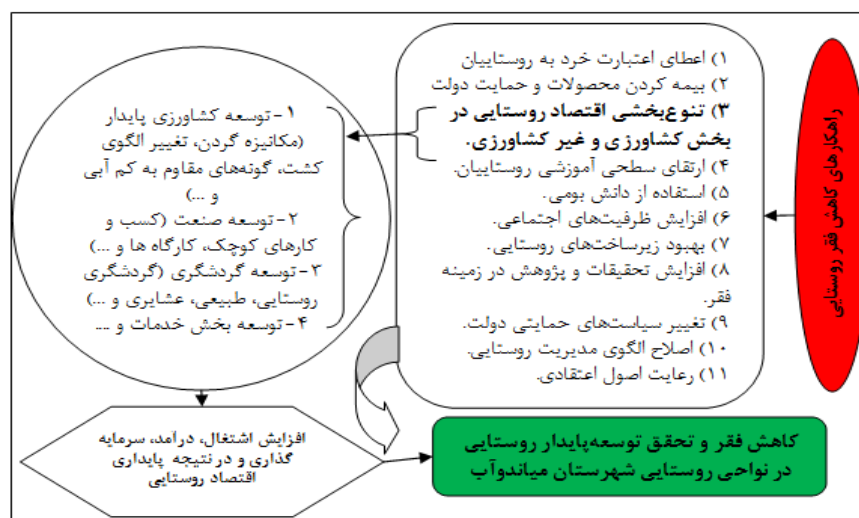 راهکارهای کاهش فقر روستایی
۱) اعطای اعتبارت خرد به روستاییان
۲) بیمه کردن محصولات و حمایت دولت
۳) تنوع‌بخشی اقتصاد روستایی در
بخش کشاورزی و غیر کشاورزی.
۴) ارتقای سطحی آموزشی روستاییان.
۵) استفاده از دانش بومی.
۶) افزایش ظرفیت‌های اجتماعی.
۷) بهبود زیرساخت‌های روستایی.
۸) افزایش تحقیقات و پژوهش در زمینه
فقر.
۹) تغییر سیاست‌های حمایتی دولت.
۱۰) اصلاح الگوی مدیریت روستایی.
۱۱) رعایت اصول اعتقادی.
۱- توسعه کشاورزی پایدار
(مکانیزه گردن، تغییر الگوی
کشت، گونه‌های مقاوم به کم آبی
و ...)
۲- توسعه صنعت (کسب و
کارهای کوچک، کارگاه ها و ...)
۳- توسعه گردشگری (گردشگری
روستایی، طبیعی، عشایری و ...)
۴- توسعه بخش خدمات و ...
افزایش اشتغال، درآمد، سرمایه
گذاری و در نتیجه پایداری
اقتصاد روستایی
کاهش فقر و تحقق توسعه‌پایدار روستایی
در نواحی روستایی شهرستان میاندوآب